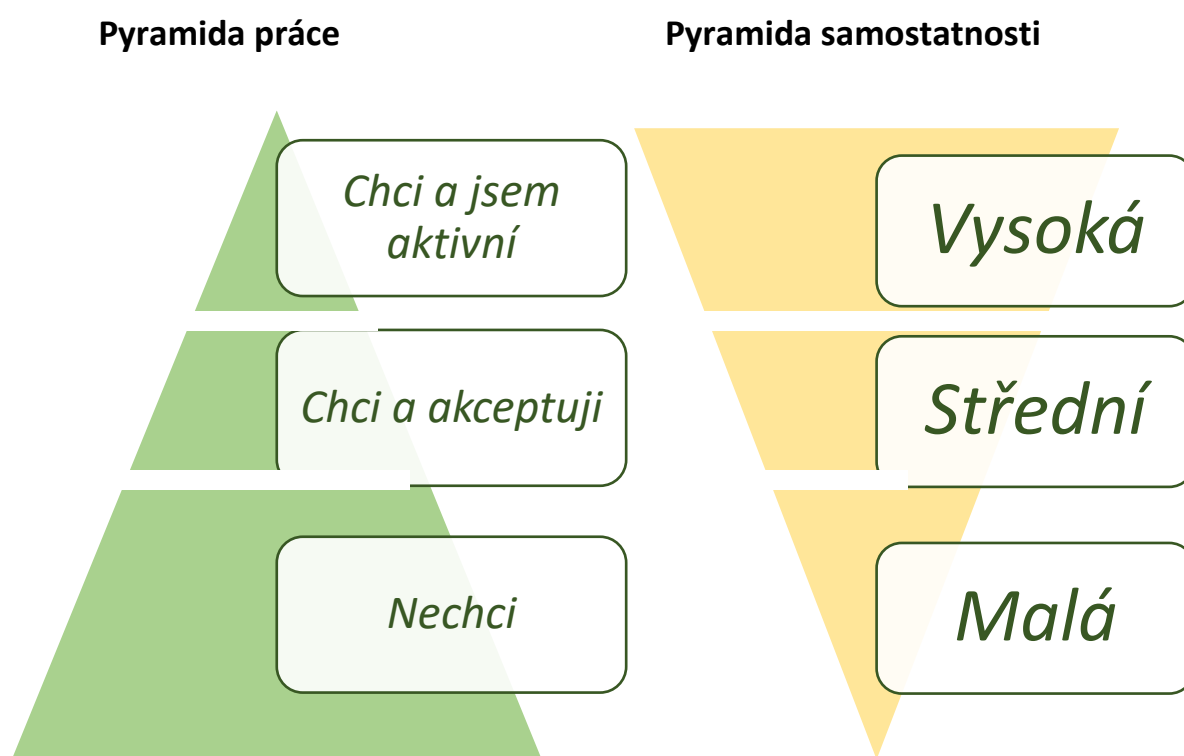 Pyramida práce
Pyramida samostatnosti
Chci a jsem
aktivní
Chci a akceptuji
Nechci
Vysoká
Střední
Malá